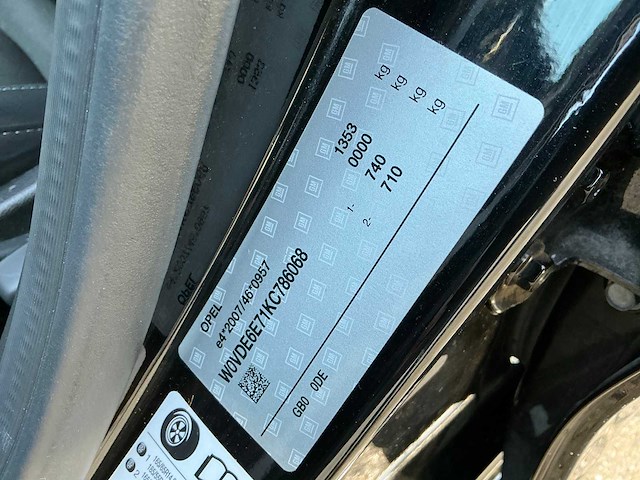 OPEL
e4*2007/46*0957
W0VDE6E71KC786068
1353 kg
0000 kg
1- 740 kg
2- 710 kg
GB0 0DE